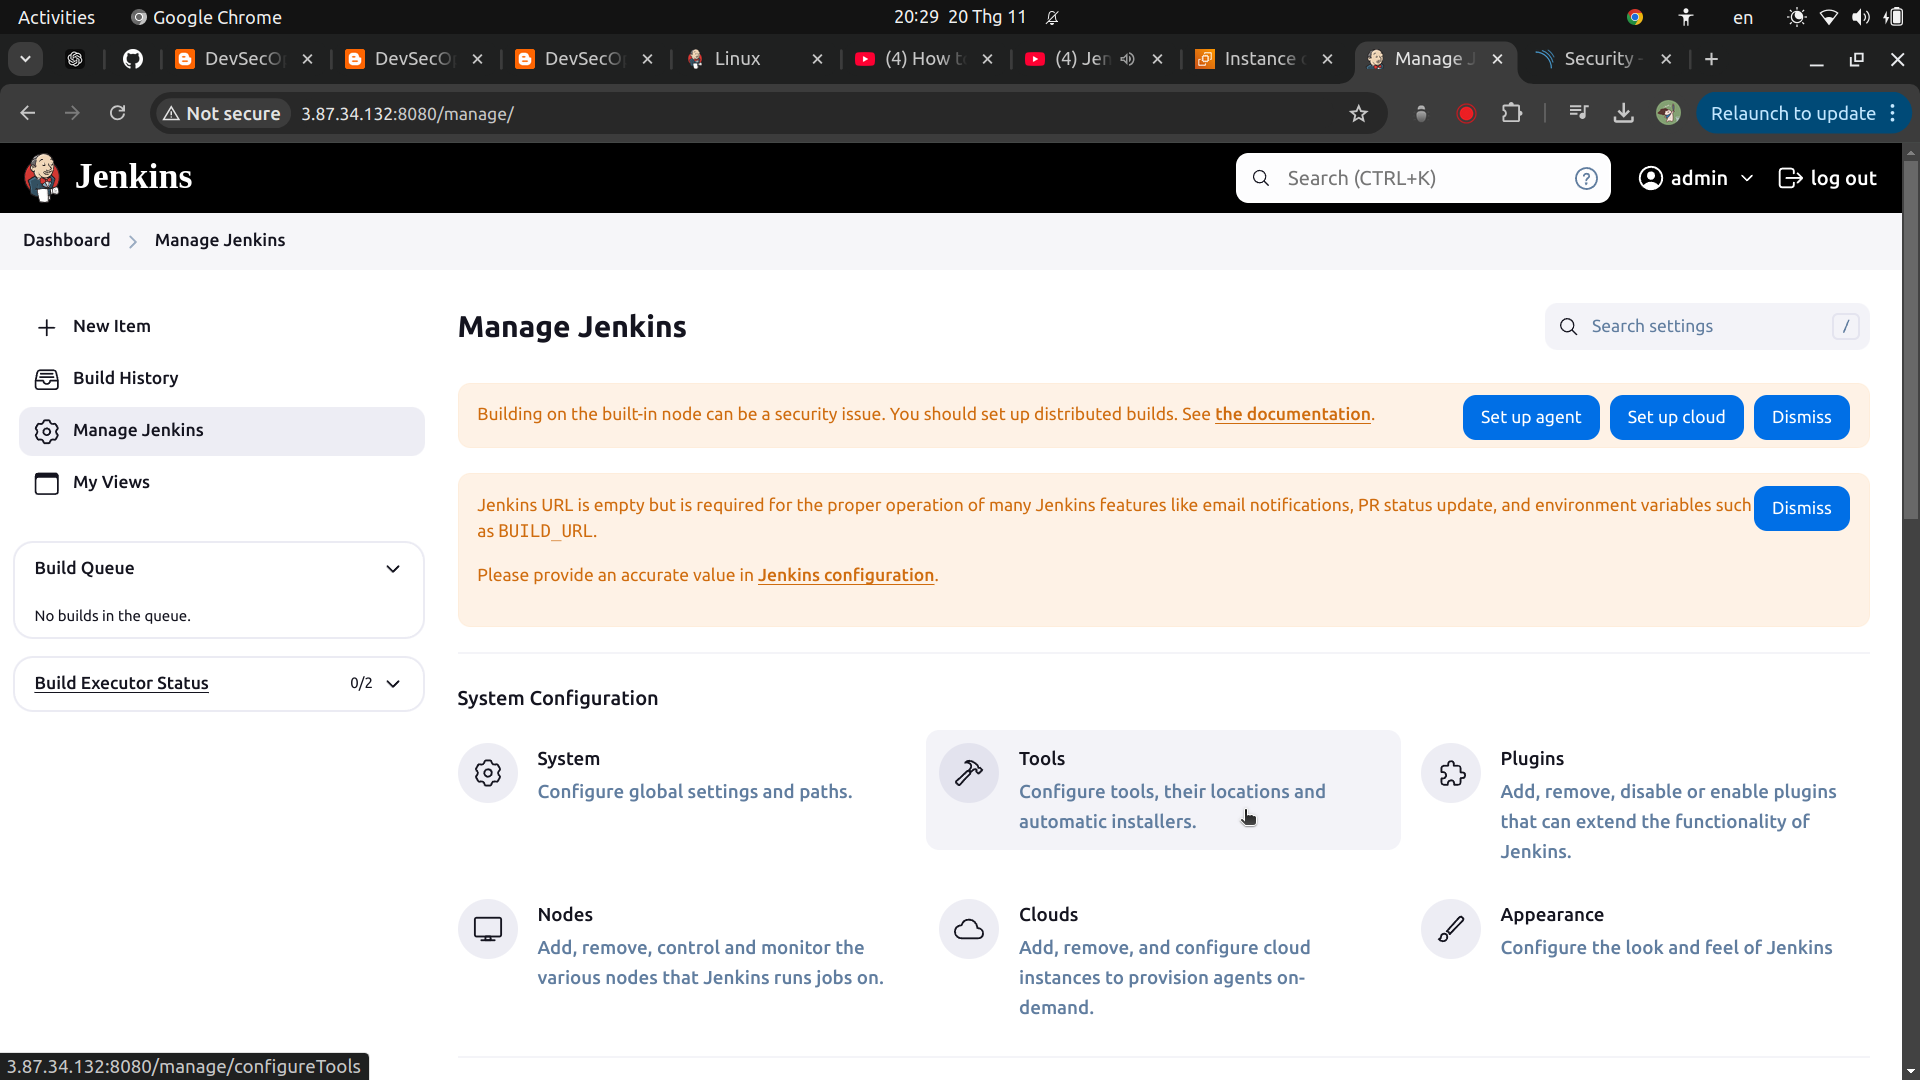 Activities
Google Chrome
20:29 20 Thg 11
en
DevSecO
DevSecO
DevSecO
Linux
(4) How to
(4) Jen
Instance
Manage J
Security -
Not secure
3.87.34.132:8080/manage/
Relaunch to update
Jenkins
Search (CTRL+K)
?
admin
log out
Dashboard
Manage Jenkins
New Item
Build History
Manage Jenkins
My Views
Build Queue
No builds in the queue.
Build Executor Status
0/2
Manage Jenkins
Search settings
/
Building on the built-in node can be a security issue. You should set up distributed builds. See the documentation.
Set up agent
Set up cloud
Dismiss
Jenkins URL is empty but is required for the proper operation of many Jenkins features like email notifications, PR status update, and environment variables such
as BUILD_URL.
Dismiss
Please provide an accurate value in Jenkins configuration.
System Configuration
System
Configure global settings and paths.
Tools
Configure tools, their locations and
automatic installers.
Plugins
Add, remove, disable or enable plugins
that can extend the functionality of
Jenkins.
Nodes
Add, remove, control and monitor the
various nodes that Jenkins runs jobs on.
Clouds
Add, remove, and configure cloud
instances to provision agents on-
demand.
Appearance
Configure the look and feel of Jenkins
3.87.34.132:8080/manage/configureTools